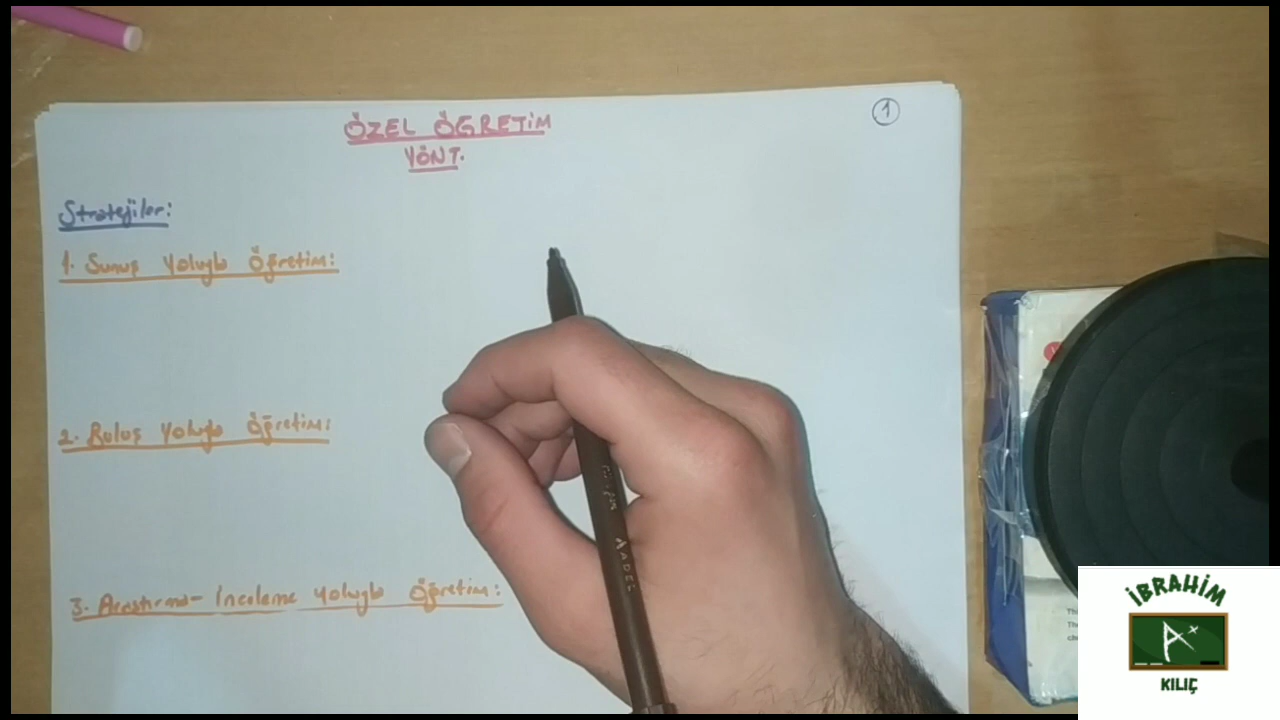 ÖZEL ÖĞRETİM
YÖNT.
1
Stratejiler:
1. Sunuş Yoluyla Öğretim:
2. Buluş Yoluyla Öğretim:
3. Araştırma-İnceleme Yoluyla Öğretim:
ADEL
İBRAHİM
A+
KILIÇ